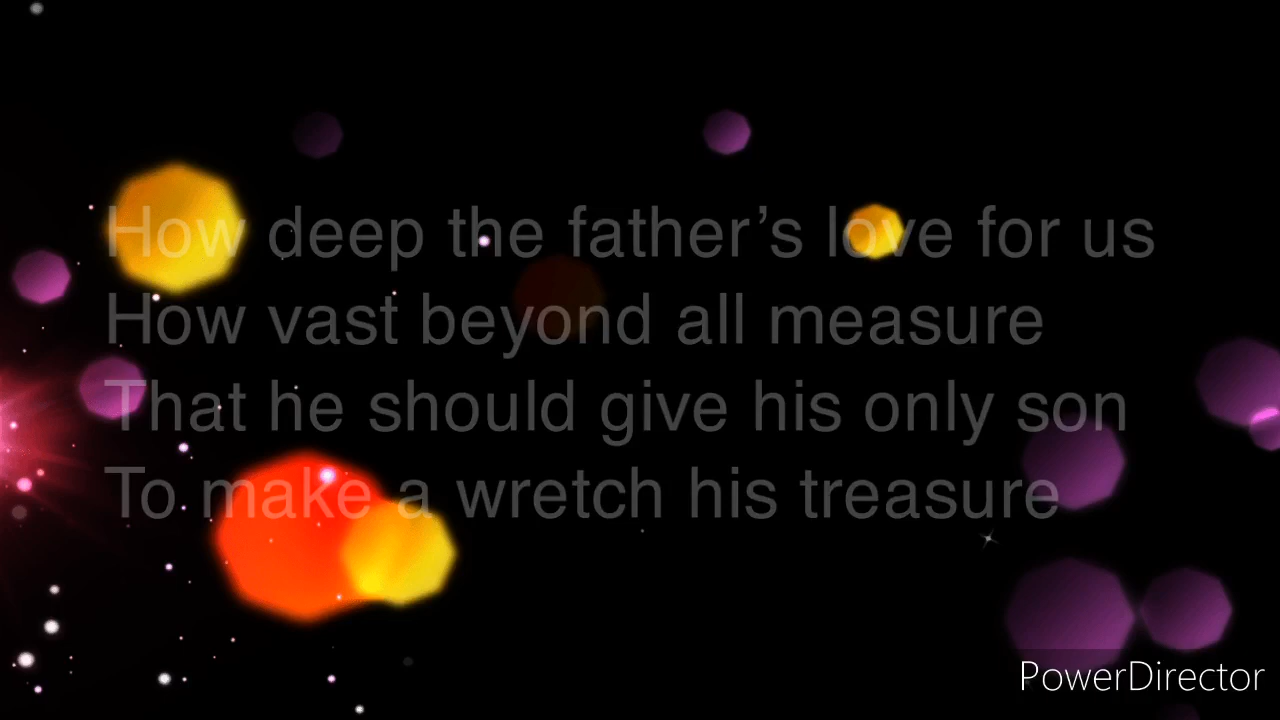 How deep the father’s love for us
How vast beyond all measure
That he should give his only son
To make a wretch his treasure
PowerDirector